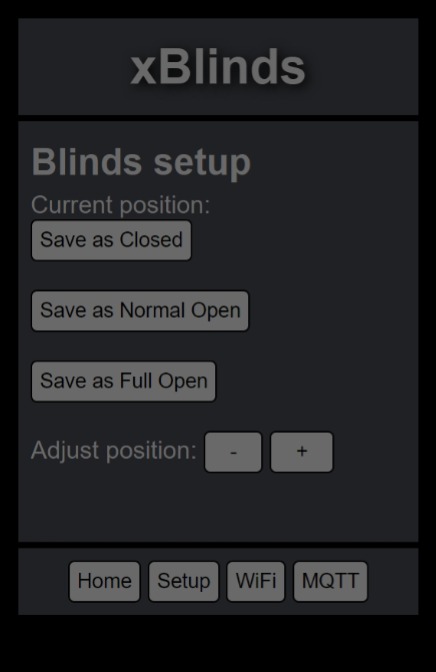 xBlinds
Blinds setup
Current position:
Save as Closed
Save as Normal Open
Save as Full Open
Adjust position: - +
Home Setup WiFi MQTT